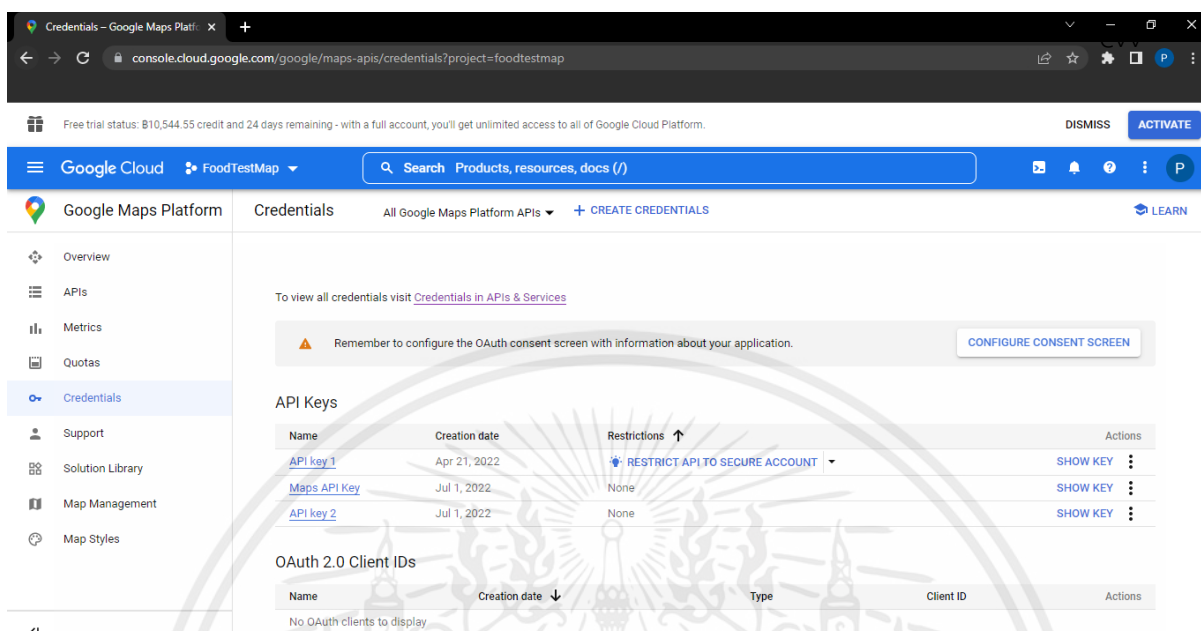 Credentials – Google Maps Platfo
console.cloud.google.com/google/maps-apis/credentials?project=foodtestmap
P
Free trial status: ฿10,544.55 credit and 24 days remaining - with a full account, you'll get unlimited access to all of Google Cloud Platform. DISMISS ACTIVATE
Google Cloud FoodTestMap Search Products, resources, docs (/) P
Google Maps Platform Credentials All Google Maps Platform APIs + CREATE CREDENTIALS LEARN
Overview
APIs
Metrics
Quotas
Credentials
Support
Solution Library
Map Management
Map Styles
To view all credentials visit Credentials in APIs & Services
Remember to configure the OAuth consent screen with information about your application. CONFIGURE CONSENT SCREEN
API Keys
Name Creation date Restrictions Actions
API key 1 Apr 21, 2022 RESTRICT API TO SECURE ACCOUNT SHOW KEY
Maps API Key Jul 1, 2022 None SHOW KEY
API key 2 Jul 1, 2022 None SHOW KEY
OAuth 2.0 Client IDs
Name Creation date Type Client ID Actions
No OAuth clients to display